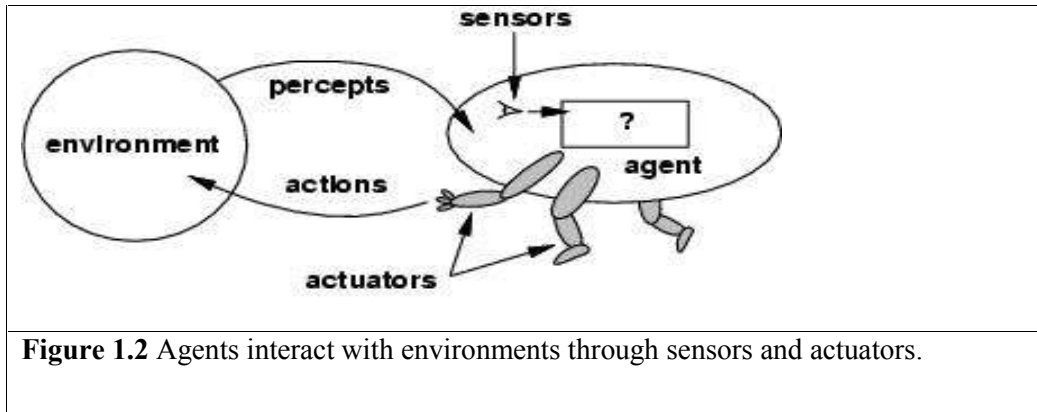 sensors
percepts
environment
?
agent
actions
actuators
Figure 1.2 Agents interact with environments through sensors and actuators.